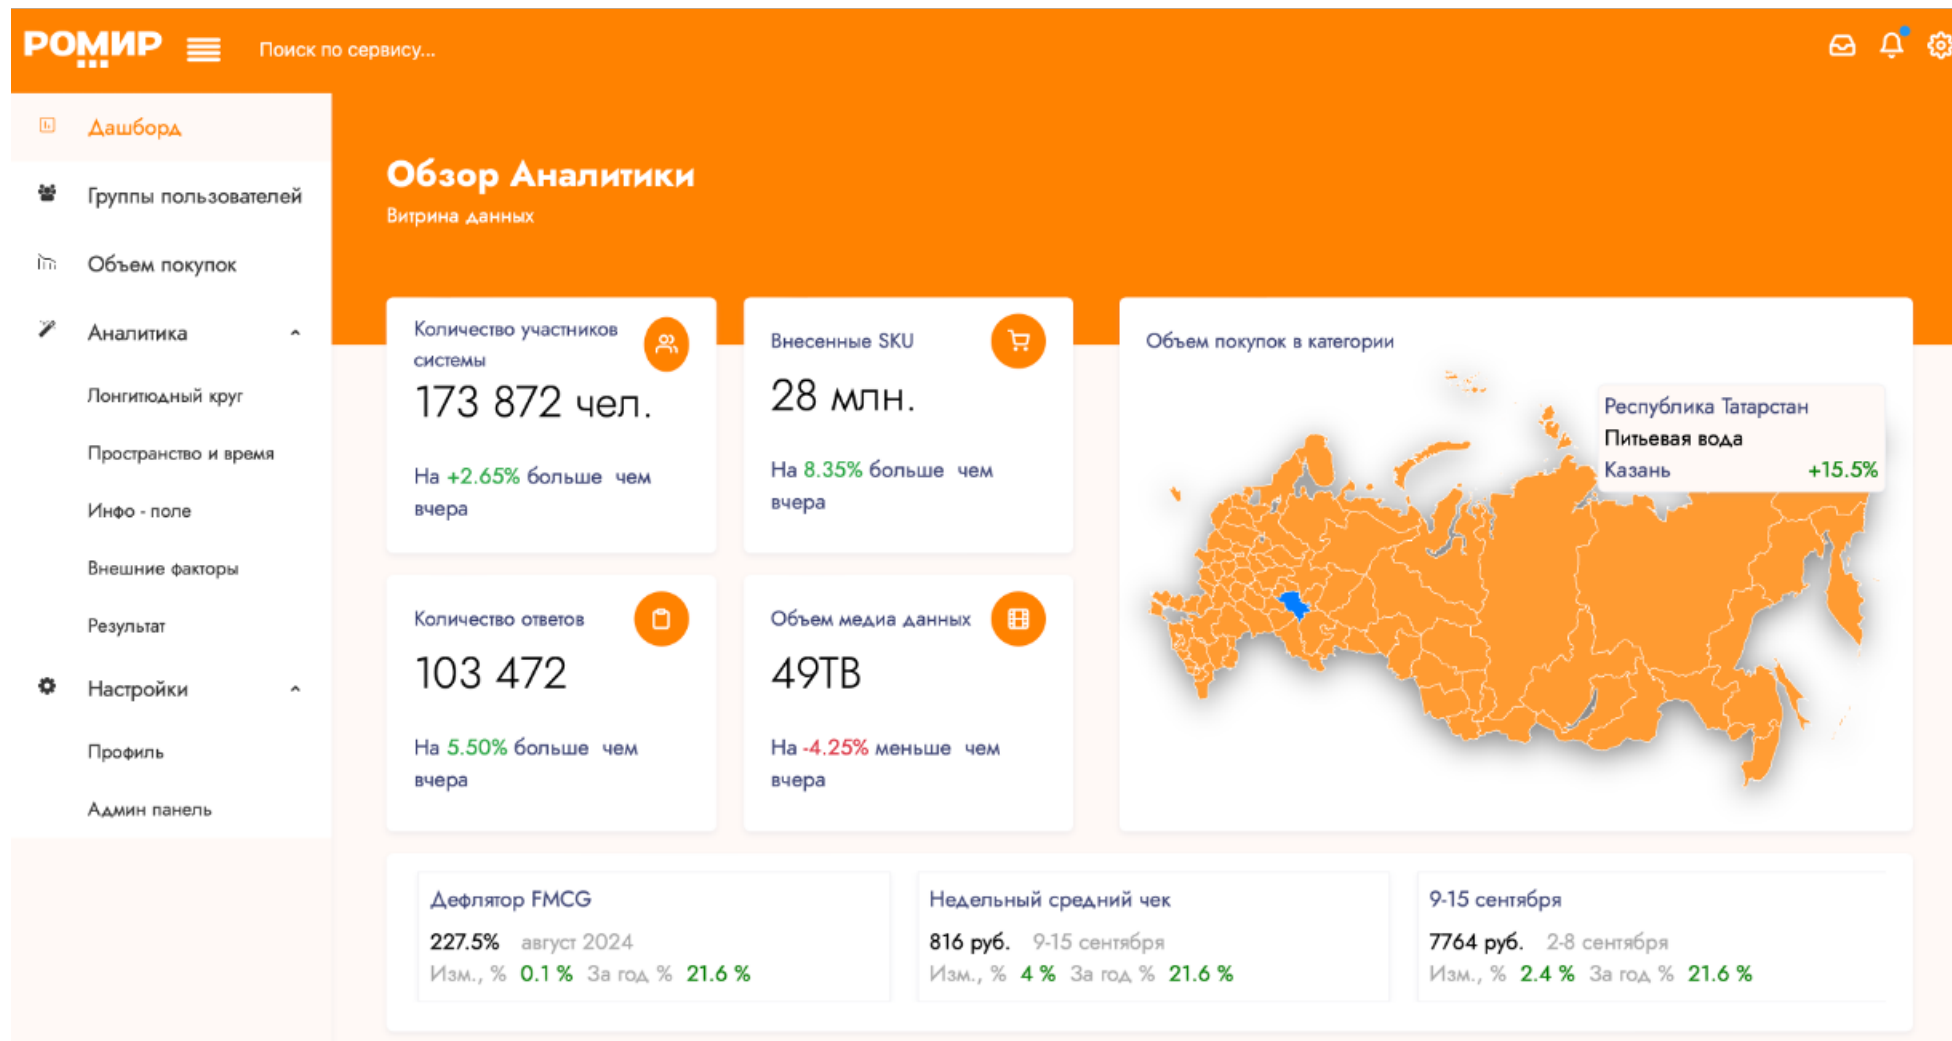 РОМИР
Поиск по сервису...
Дашборд
Группы пользователей
Объем покупок
Аналитика
Лонгитюдный круг
Пространство и время
Инфо - поле
Внешние факторы
Результат
Настройки
Профиль
Админ панель
Обзор Аналитики
Витрина данных
Количество участников
системы
173 872 чел.
На +2.65% больше чем
вчера
Внесенные SKU
28 млн.
На 8.35% больше чем
вчера
Количество ответов
103 472
На 5.50% больше чем
вчера
Объем медиа данных
49TB
На -4.25% меньше чем
вчера
Объем покупок в категории
Республика Татарстан
Питьевая вода
Казань +15.5%
Дефлятор FMCG
227.5% август 2024
Изм., % 0.1 % За год % 21.6 %
Недельный средний чек
816 руб. 9-15 сентября
Изм., % 4 % За год % 21.6 %
9-15 сентября
7764 руб. 2-8 сентября
Изм., % 2.4 % За год % 21.6 %